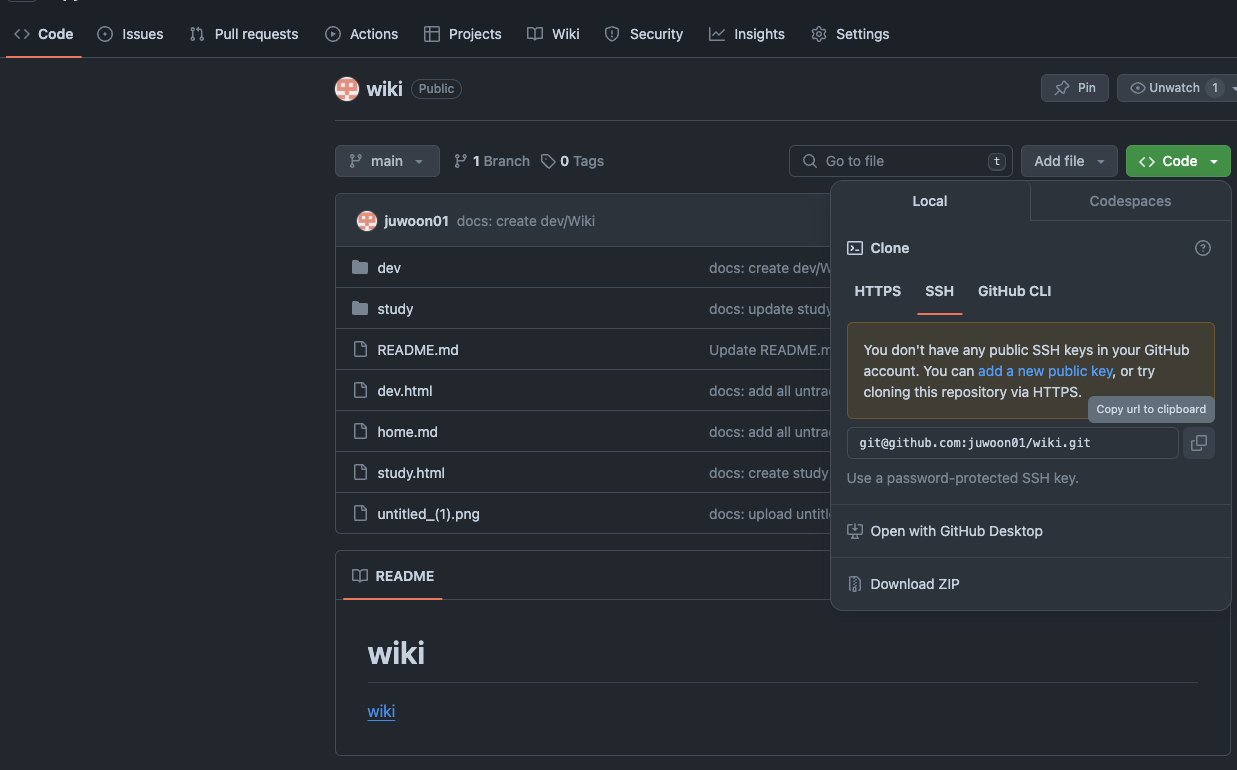 Code Issues Pull requests Actions Projects Wiki Security Insights Settings
wiki Public Pin Unwatch 1
main 1 Branch 0 Tags Go to file t Add file Code
Local Codespaces
juwoon01 docs: create dev/Wiki
Clone
dev docs: create dev/W
HTTPS SSH GitHub CLI
study docs: update study
You don't have any public SSH keys in your GitHub
account. You can add a new public key, or try
cloning this repository via HTTPS.
README.md Update README.m
dev.html docs: add all untra
Copy url to clipboard
home.md docs: add all untra
git@github.com:juwoon01/wiki.git
study.html docs: create study
Use a password-protected SSH key.
untitled_(1).png docs: upload untitl
Open with GitHub Desktop
README
Download ZIP
wiki
wiki